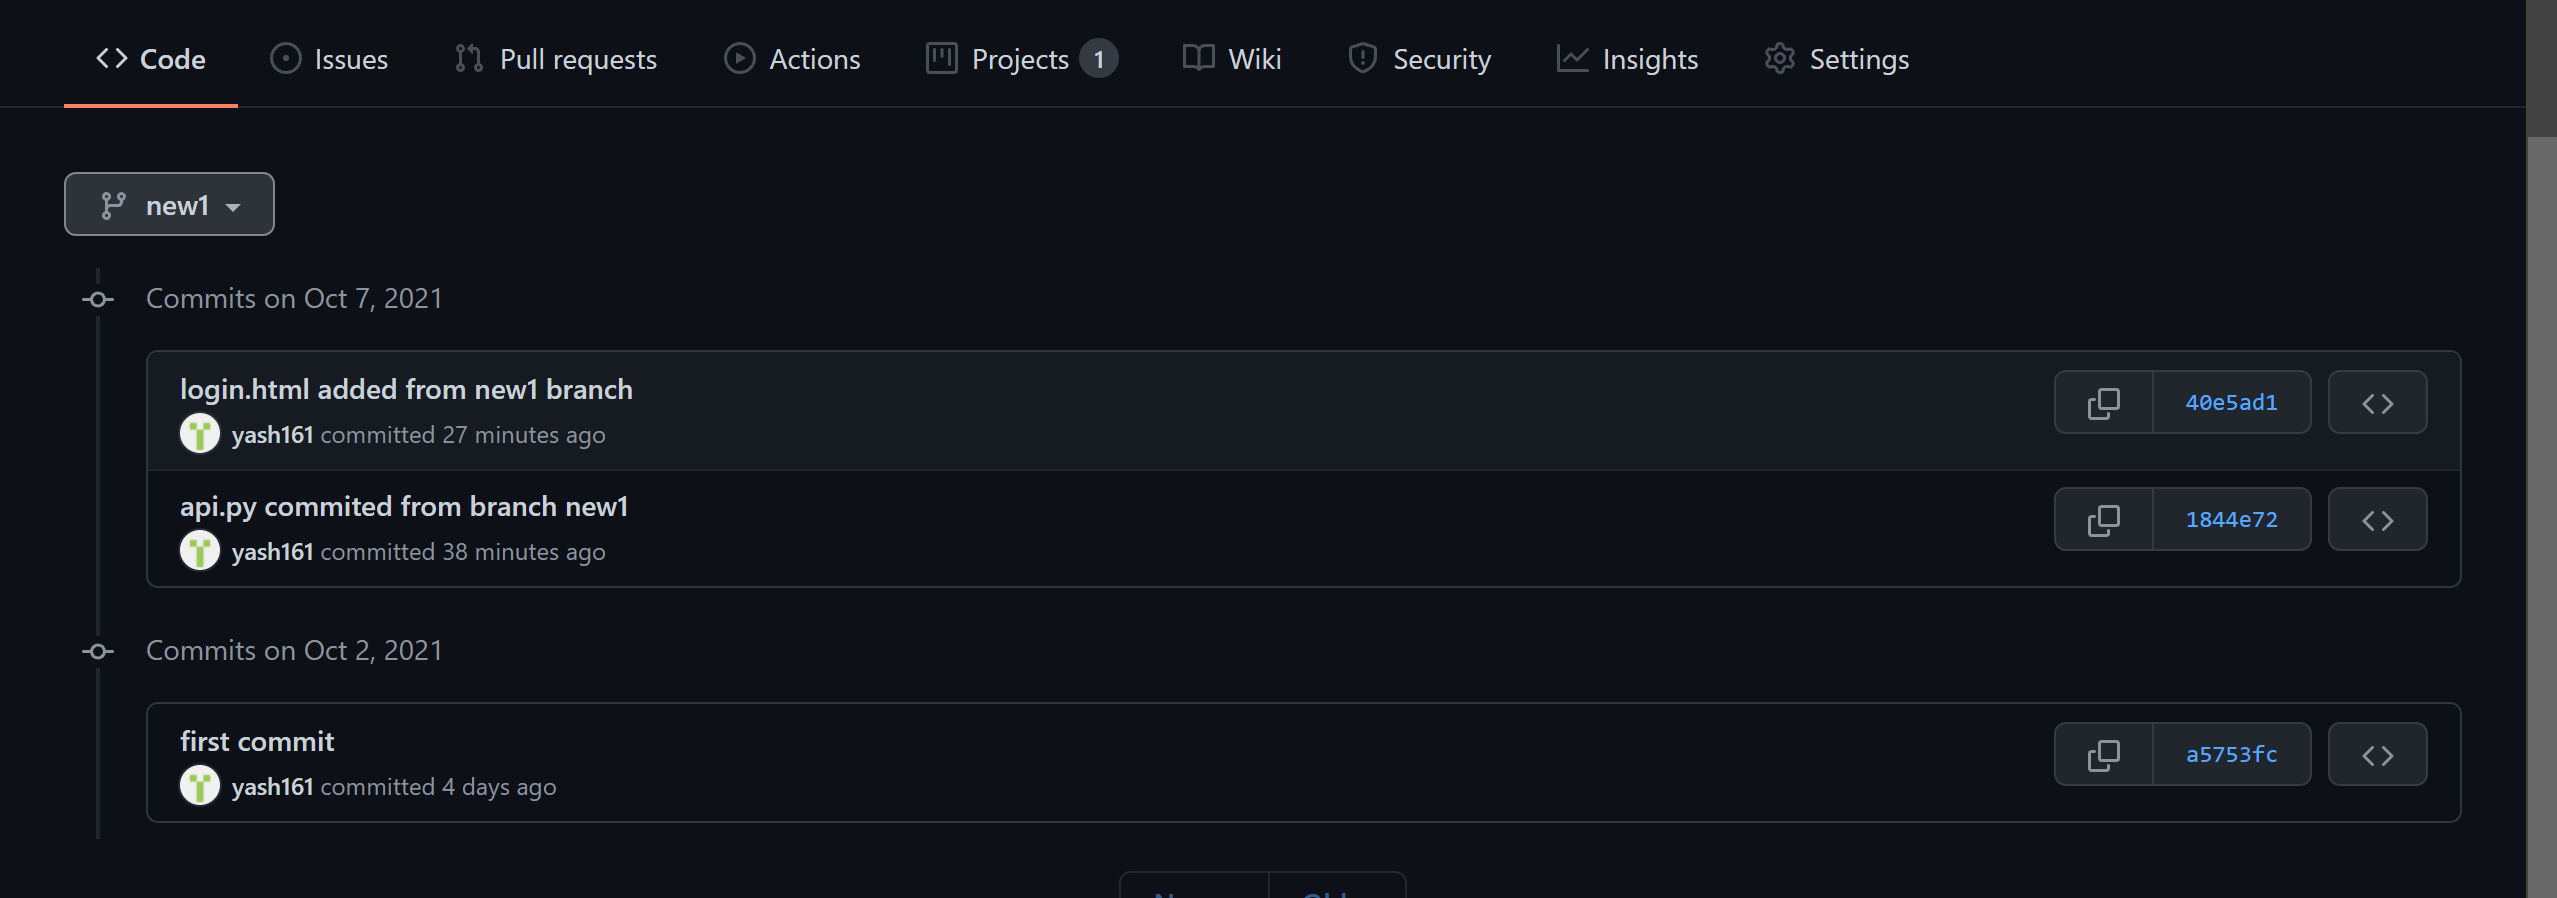 Code Issues Pull requests Actions Projects 1 Wiki Security Insights Settings
new1
Commits on Oct 7, 2021
login.html added from new1 branch
40e5ad1
yash161 committed 27 minutes ago
api.py commited from branch new1
1844e72
yash161 committed 38 minutes ago
Commits on Oct 2, 2021
first commit
a5753fc
yash161 committed 4 days ago